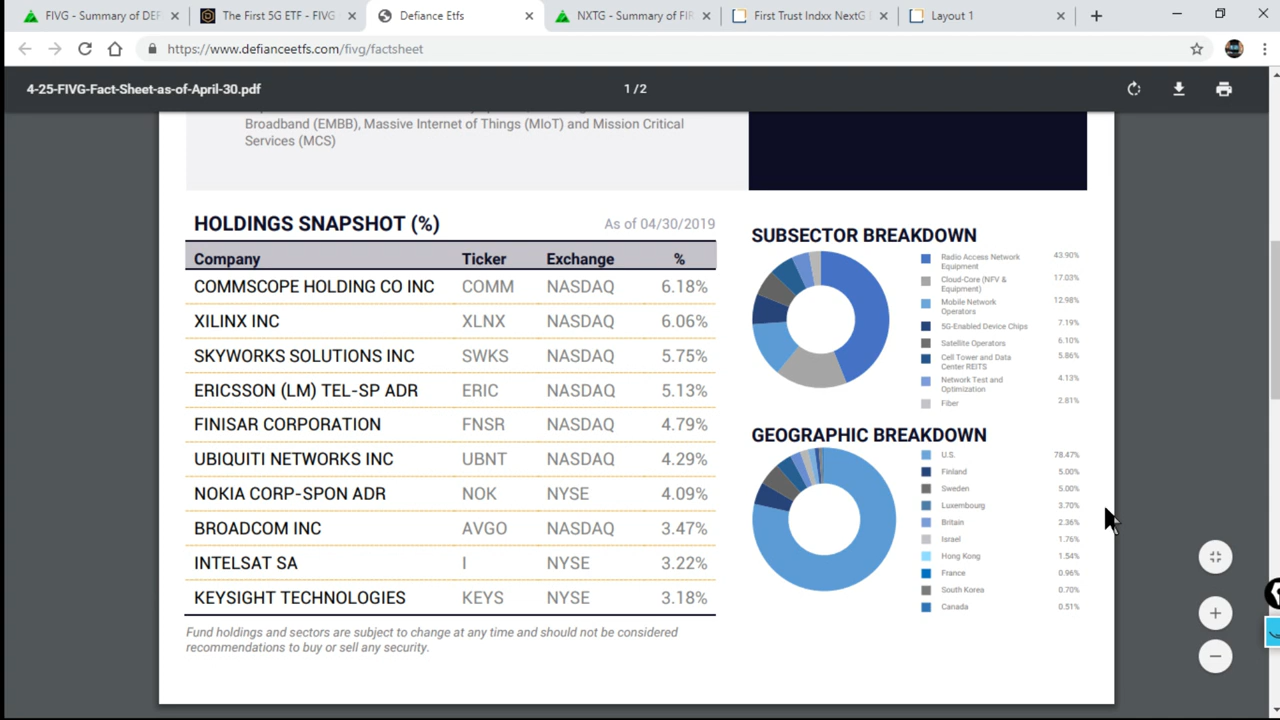 FIVG - Summary of DEF
The First 5G ETF - FIVG
Defiance Etfs
NXTG - Summary of FIR
First Trust Indxx NextG
Layout 1
https://www.defianceetfs.com/fivg/factsheet
4-25-FIVG-Fact-Sheet-as-of-April-30.pdf
1 / 2
Broadband (EMBB), Massive Internet of Things (MIoT) and Mission Critical
Services (MCS)
HOLDINGS SNAPSHOT (%) As of 04/30/2019
Company Ticker Exchange %
COMMSCOPE HOLDING CO INC COMM NASDAQ 6.18%
XILINX INC XLNX NASDAQ 6.06%
SKYWORKS SOLUTIONS INC SWKS NASDAQ 5.75%
ERICSSON (LM) TEL-SP ADR ERIC NASDAQ 5.13%
FINISAR CORPORATION FNSR NASDAQ 4.79%
UBIQUITI NETWORKS INC UBNT NASDAQ 4.29%
NOKIA CORP-SPON ADR NOK NYSE 4.09%
BROADCOM INC AVGO NASDAQ 3.47%
INTELSAT SA I NYSE 3.22%
KEYSIGHT TECHNOLOGIES KEYS NYSE 3.18%
Fund holdings and sectors are subject to change at any time and should not be considered
recommendations to buy or sell any security.
SUBSECTOR BREAKDOWN
Radio Access Network 43.90%
Equipment
Cloud-Core (NFV & 17.03%
Equipment)
Mobile Network 12.98%
Operators
5G-Enabled Device Chips 7.19%
Satellite Operators 6.10%
Cell Tower and Data 5.86%
Center REITS
Network Test and 4.13%
Optimization
Fiber 2.81%
GEOGRAPHIC BREAKDOWN
U.S. 78.47%
Finland 5.00%
Sweden 5.00%
Luxembourg 3.70%
Britain 2.36%
Israel 1.76%
Hong Kong 1.54%
France 0.96%
South Korea 0.70%
Canada 0.51%